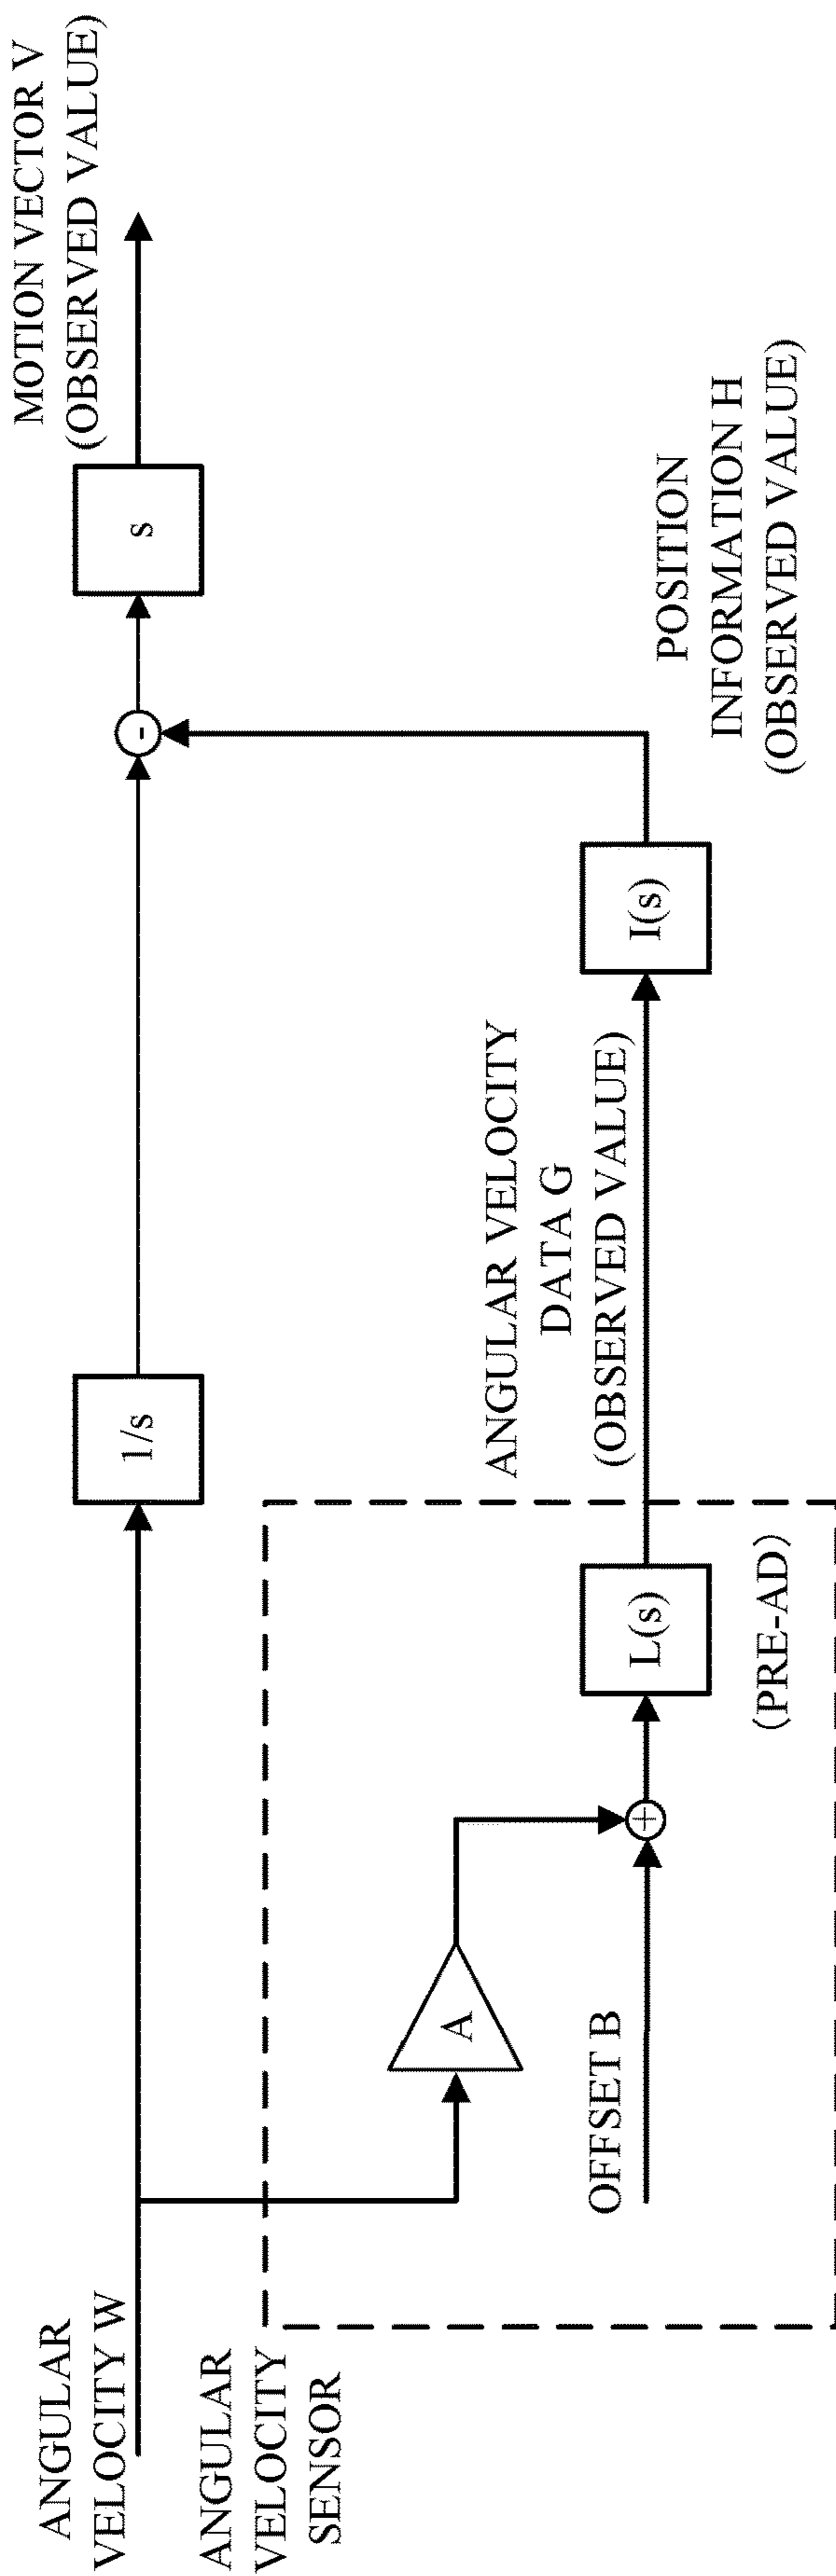 ANGULAR
VELOCITY W
1/s
-
s
MOTION VECTOR V
(OBSERVED VALUE)
ANGULAR
VELOCITY
SENSOR
A
OFFSET B
+
L(s)
(PRE-AD)
ANGULAR VELOCITY
DATA G
(OBSERVED VALUE)
I(s)
POSITION
INFORMATION H
(OBSERVED VALUE)